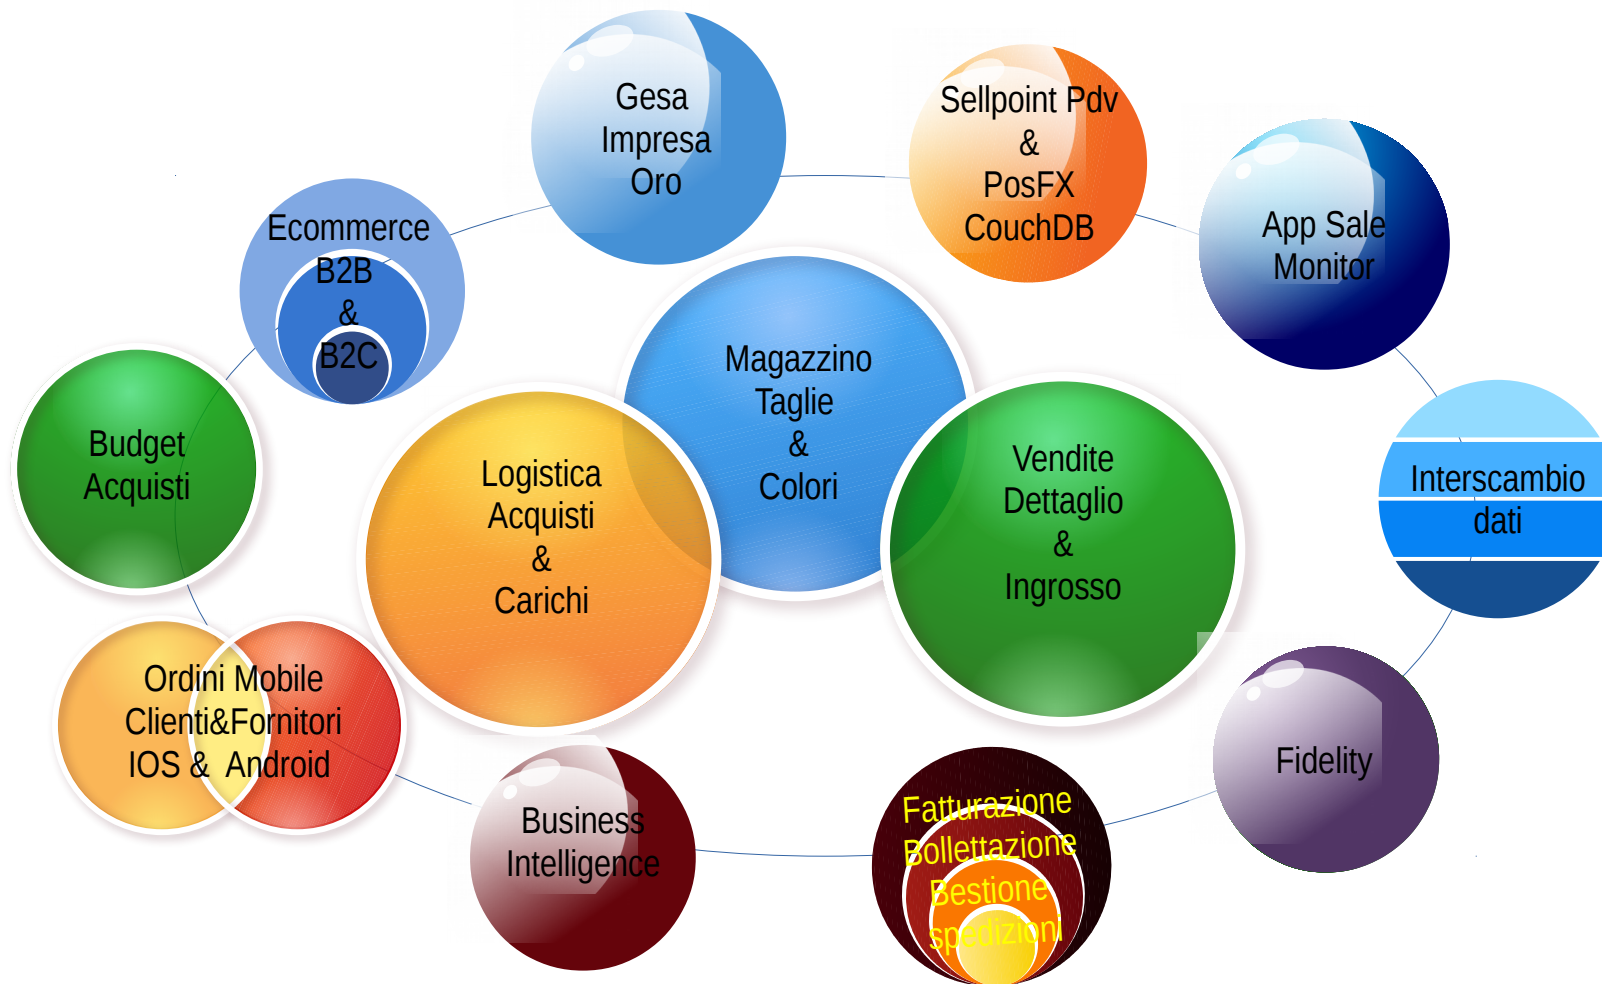 Gesa
Impresa
Oro
Sellpoint Pdv
&
PosFX
CouchDB
App Sale
Monitor
Ecommerce
B2B
&
B2C
Magazzino
Taglie
&
Colori
Budget
Acquisti
Logistica
Acquisti
&
Carichi
Vendite
Dettaglio
&
Ingrosso
Interscambio
dati
Ordini Mobile
Clienti&Fornitori
IOS &  Android
Business
Intelligence
Fatturazione
Bollettazione
Bestione
spedizioni
Fidelity